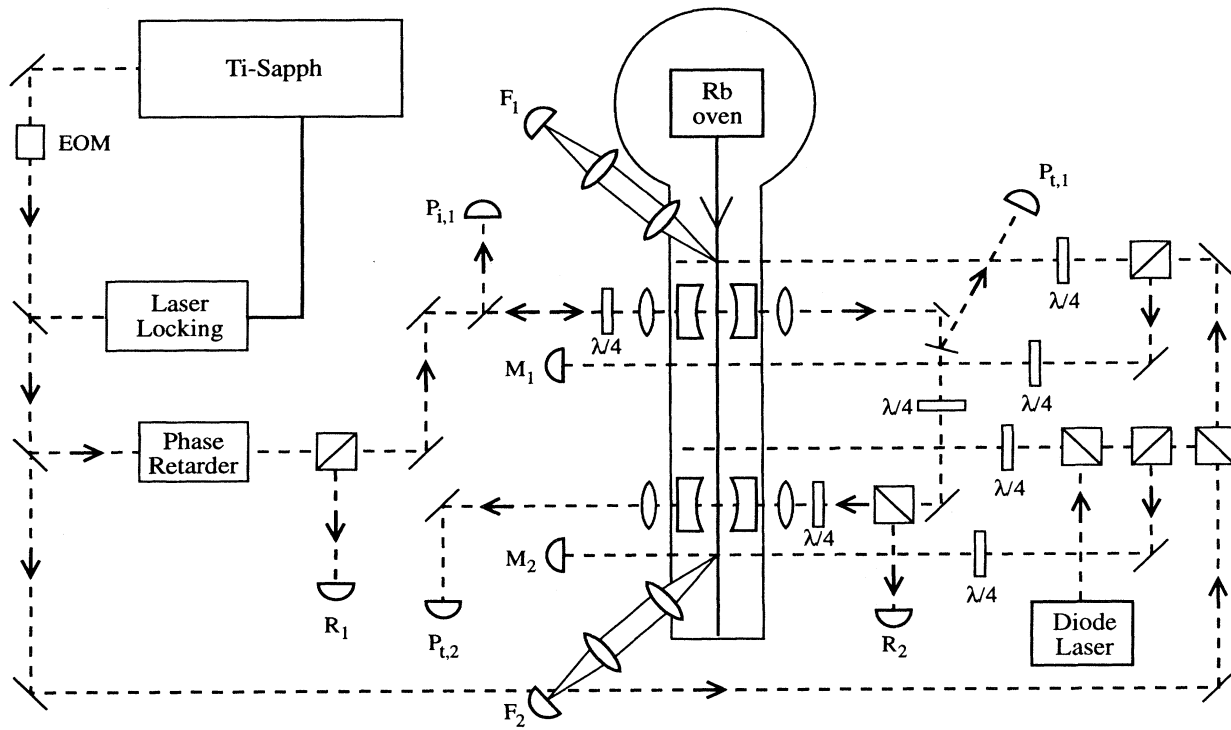 Ti-Sapph
Rb
oven
F1
EOM
Pi,1
Pt,1
λ/4
Laser
Locking
λ/4
M1
λ/4
λ/4
Phase
Retarder
λ/4
λ/4
M2
λ/4
R1
Pt,2
R2
Diode
Laser
F2